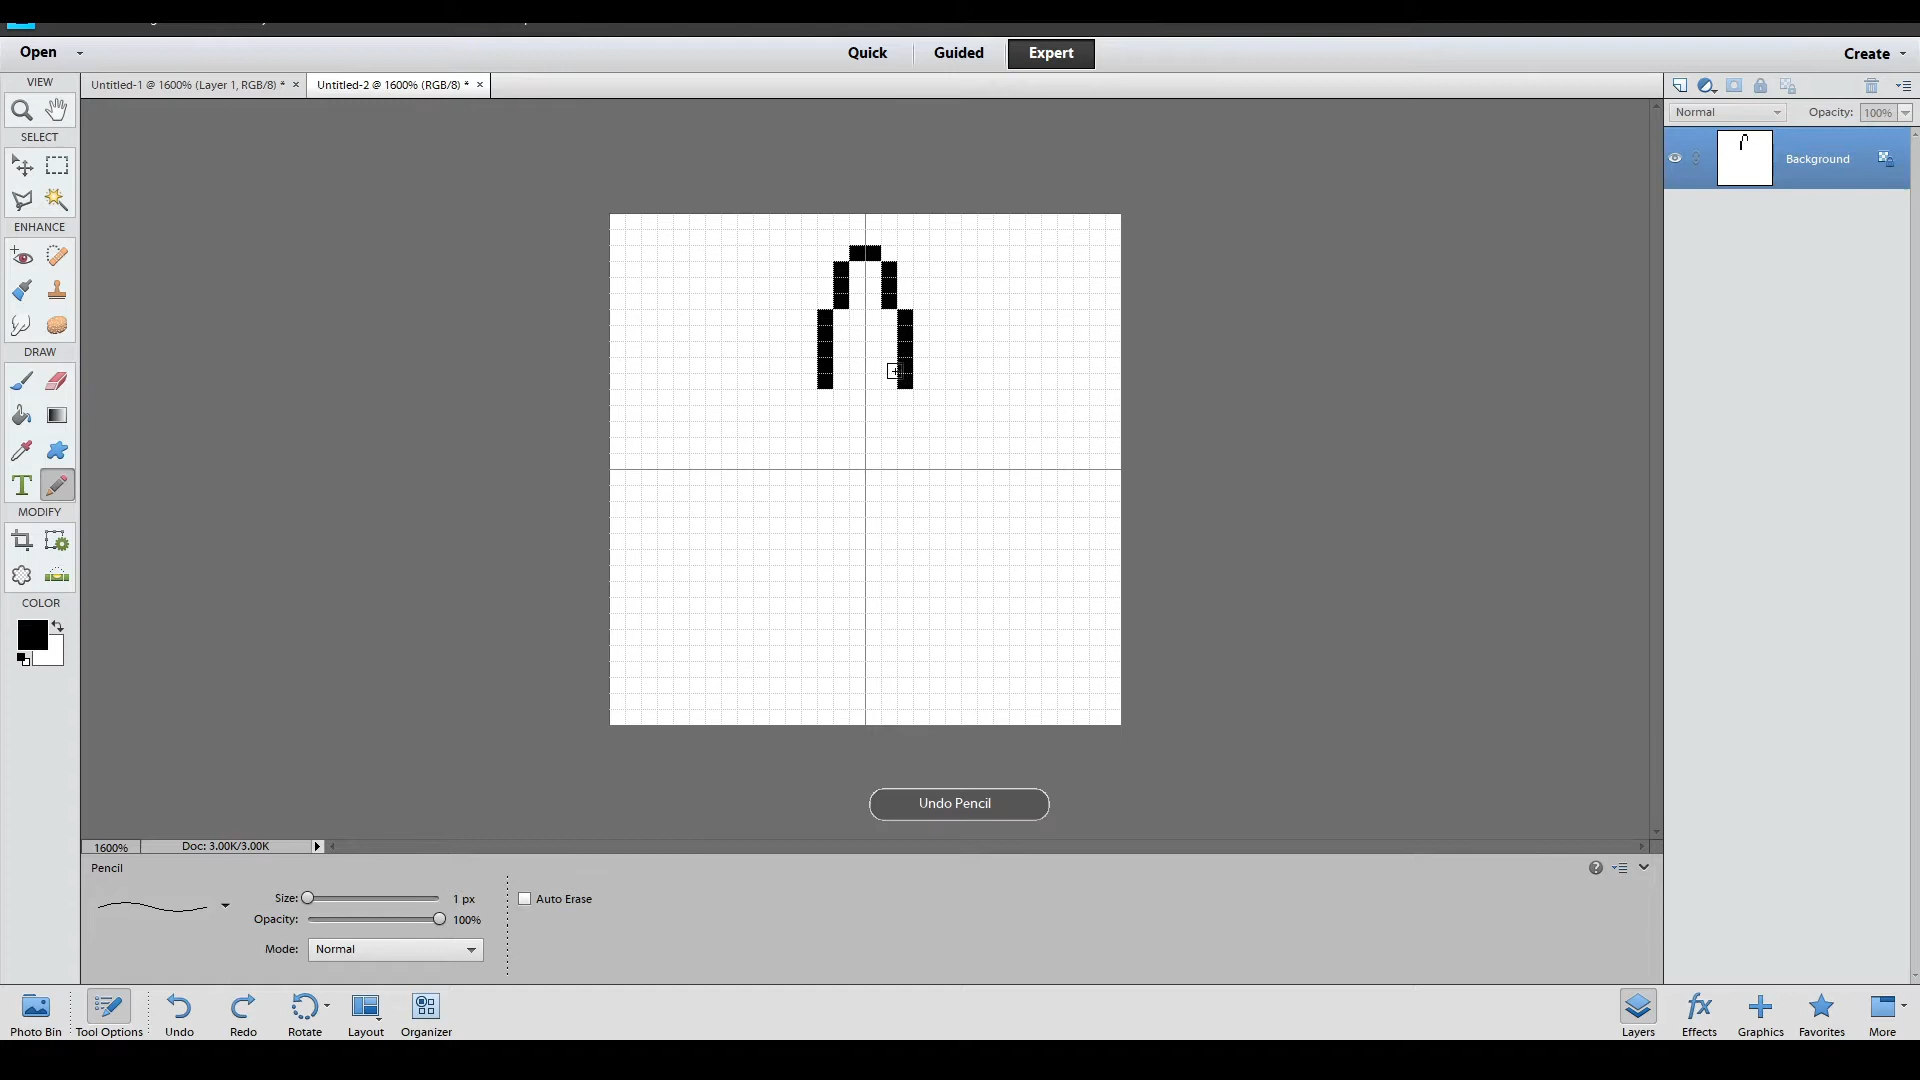 Open
Quick
Guided
Expert
Create
VIEW
Untitled-1 @ 1600% (Layer 1, RGB/8) * ×
Untitled-2 @ 1600% (RGB/8) * ×
Normal
Opacity: 100%
SELECT
Background
ENHANCE
DRAW
T
MODIFY
COLOR
Undo Pencil
1600%
Doc: 3.00K/3.00K
Pencil
Size:
1 px
Auto Erase
Opacity:
100%
Mode:
Normal
fx
Photo Bin
Tool Options
Undo
Redo
Rotate
Layout
Organizer
Layers
Effects
Graphics
Favorites
More